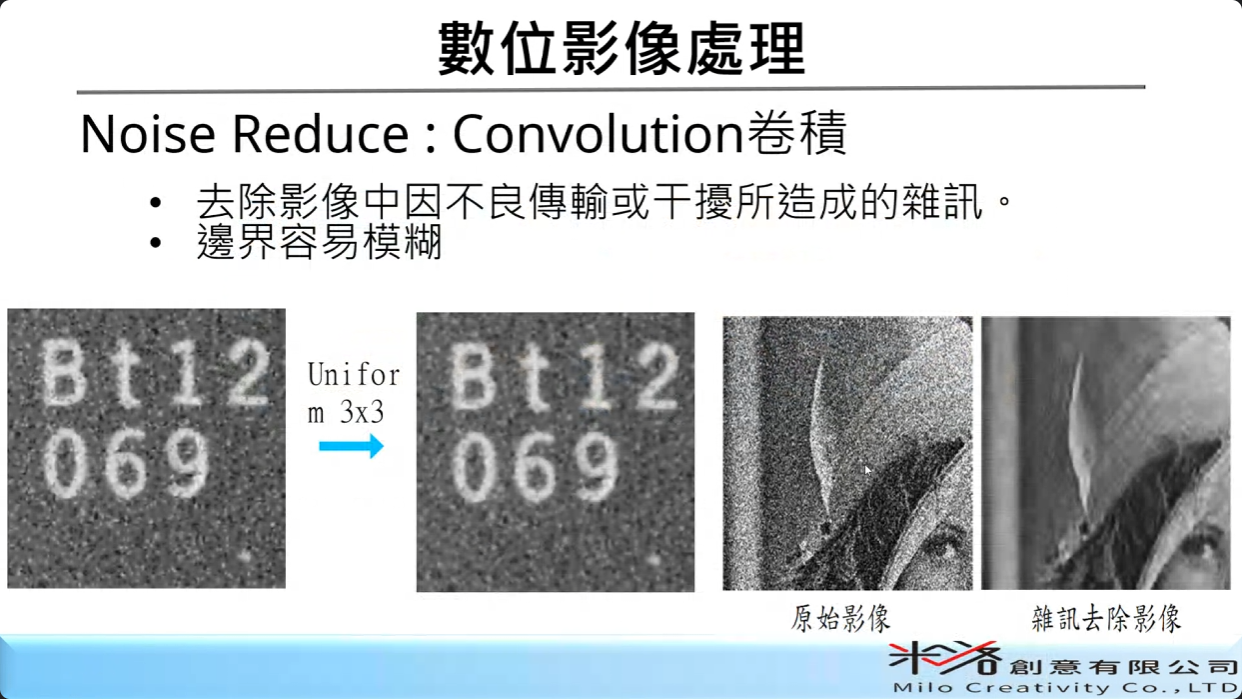 數位影像處理
Noise Reduce : Convolution卷積
• 去除影像中因不良傳輸或干擾所造成的雜訊。
• 邊界容易模糊
Bt12
069
Unifor
m 3x3
Bt12
069
原始影像
雜訊去除影像
米洛創意有限公司
Milo Creativity Co.,LTD